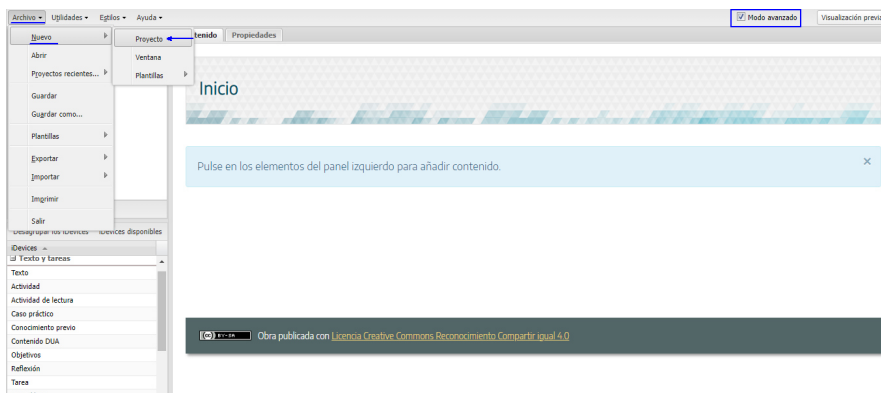 Archivo Utilidades Estilos Ayuda
Modo avanzado
Visualización previa
Nuevo
Abrir
Proyectos recientes...
Guardar
Guardar como...
Plantillas
Exportar
Importar
Imprimir
Salir
Proyecto
Ventana
Plantillas
tenido Propiedades
Inicio
Pulse en los elementos del panel izquierdo para añadir contenido.
×
Desagrupar los iDevices iDevices disponibles
iDevices
Texto y tareas
Texto
Actividad
Actividad de lectura
Caso práctico
Conocimiento previo
Contenido DUA
Objetivos
Reflexión
Tarea
(cc) BY-SA Obra publicada con Licencia Creative Commons Reconocimiento Compartir igual 4.0